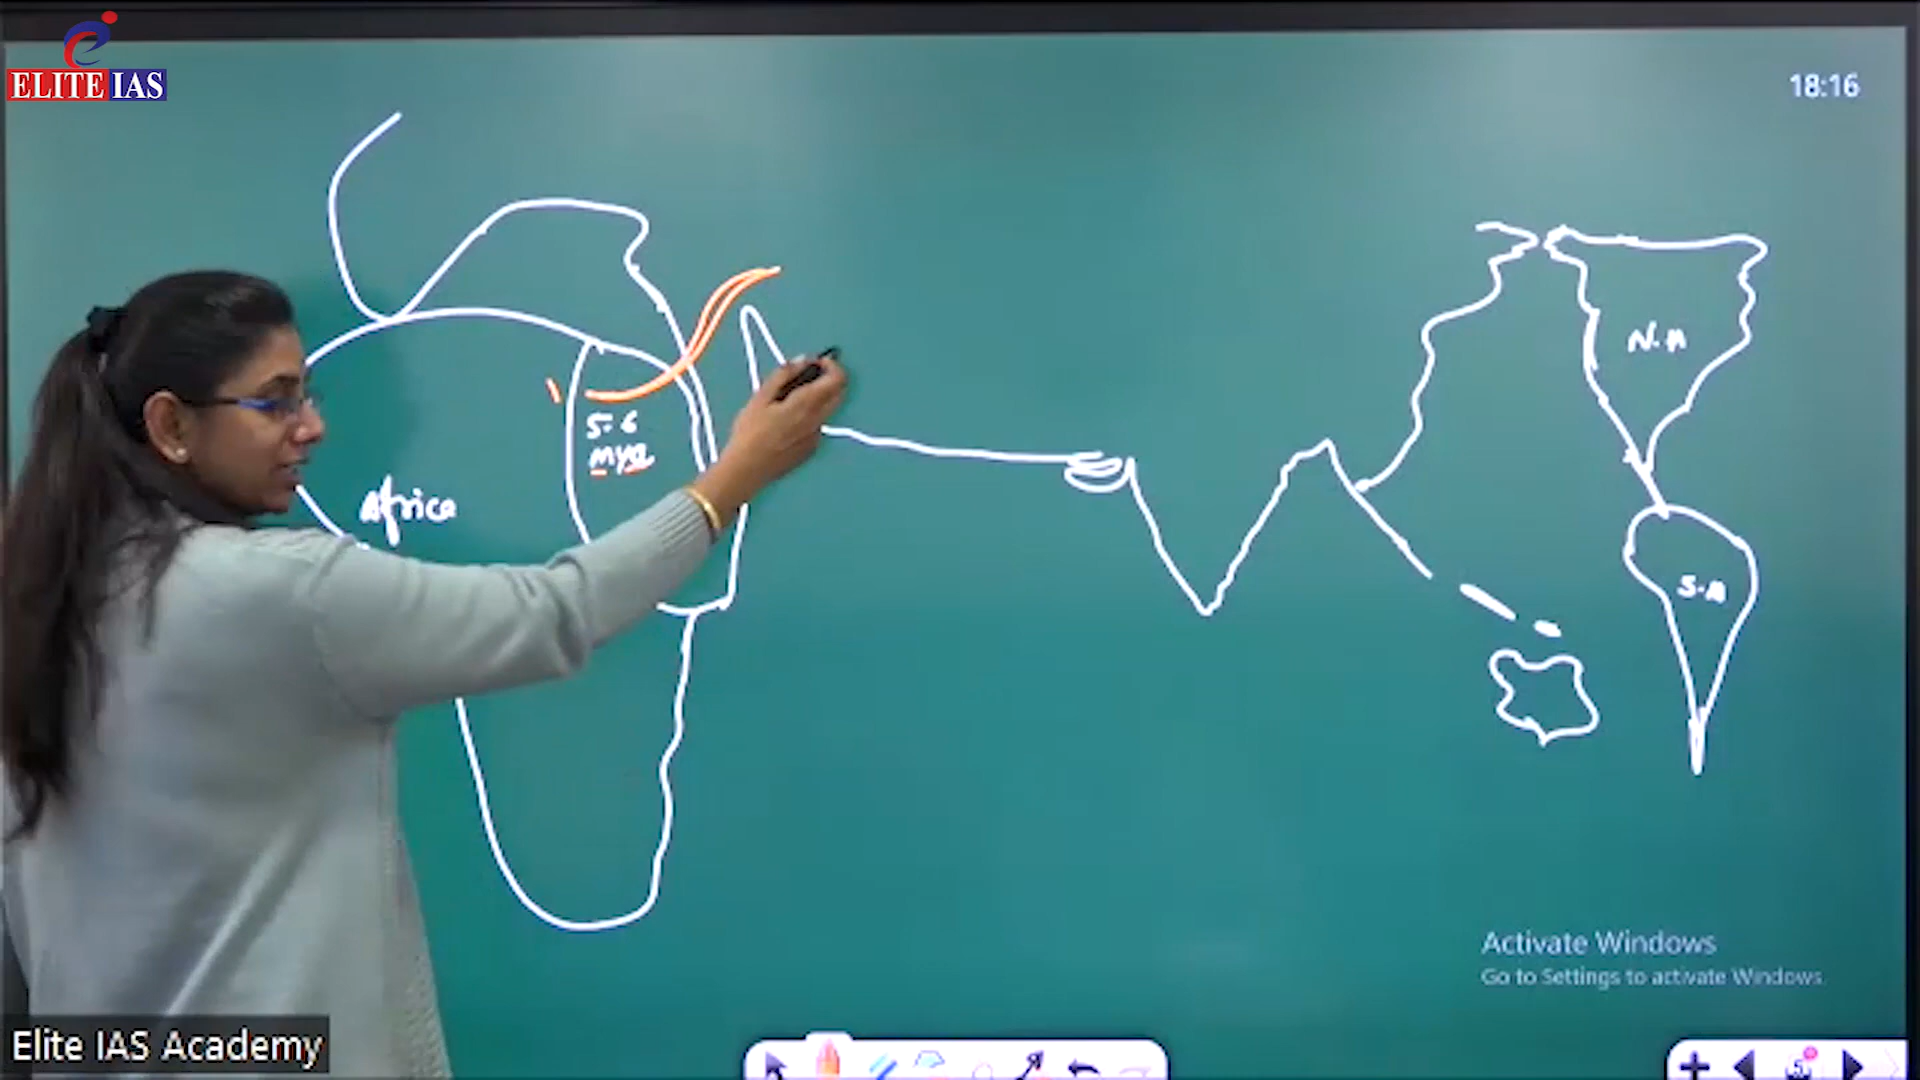 ELITE IAS
18:16
N.A
5-6
mya
Africa
S.A
Activate Windows
Go to Settings to activate Windows.
Elite IAS Academy